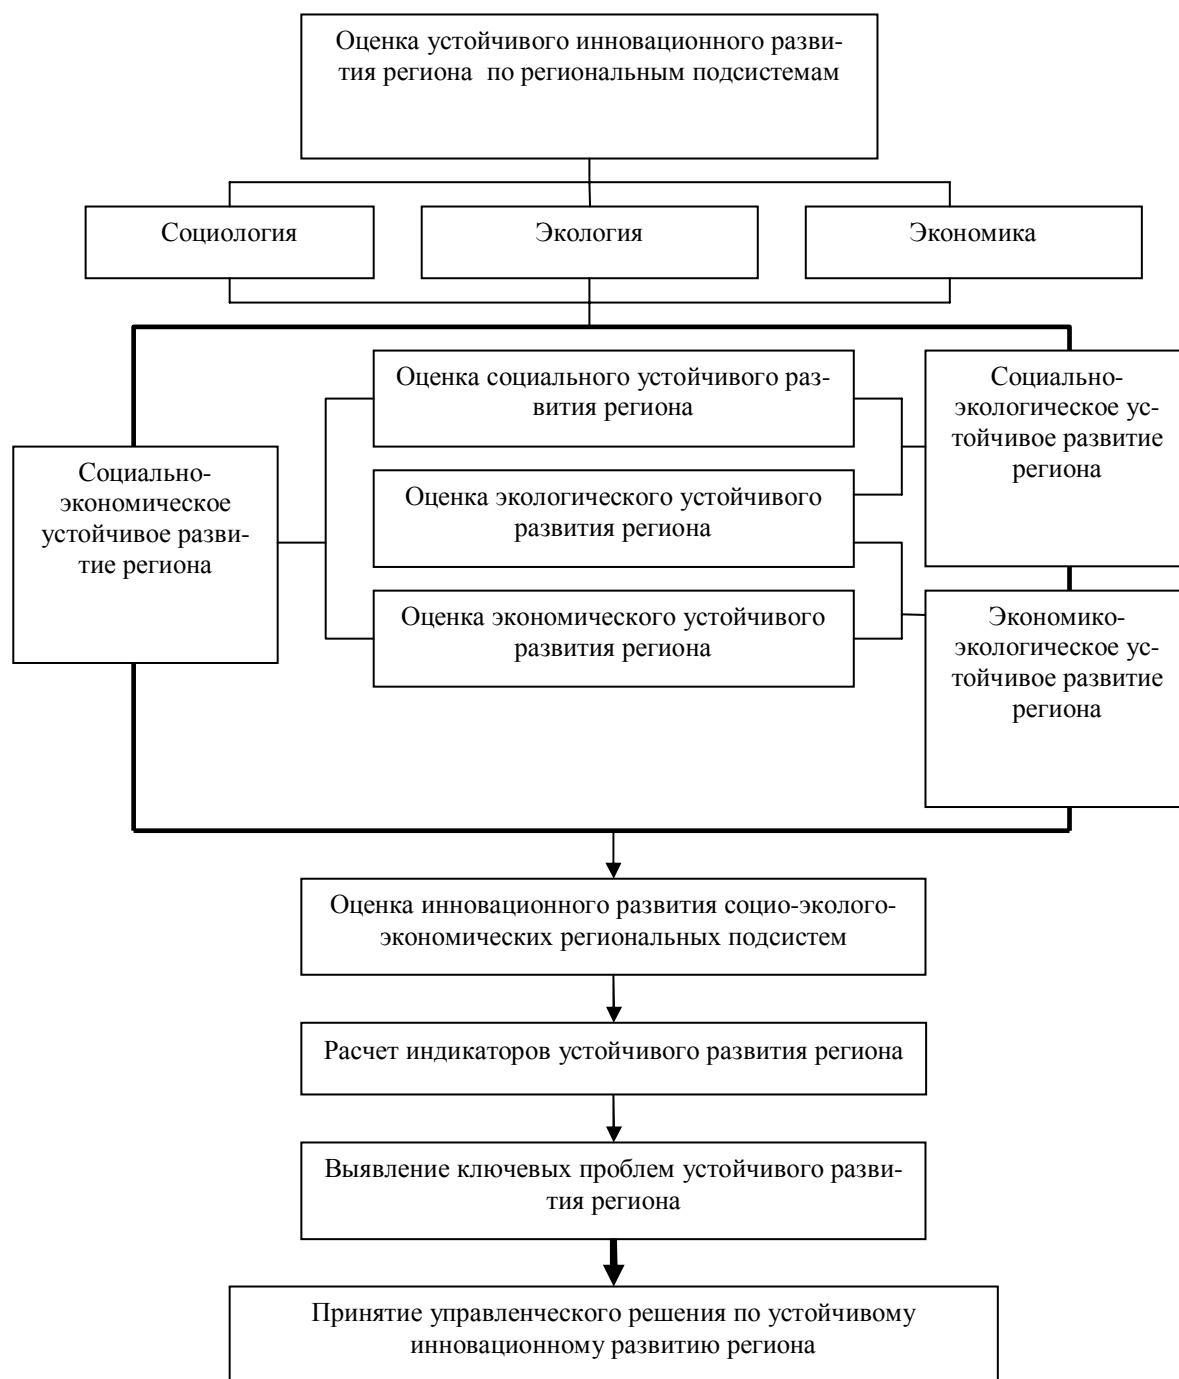 Оценка устойчивого инновационного разви-
тия региона по региональным подсистемам
Социология
Экология
Экономика
Оценка социального устойчивого раз-
вития региона
Социально-
экологическое ус-
тойчивое развитие
региона
Социально-
экономическое
устойчивое разви-
тие региона
Оценка экологического устойчивого
развития региона
Оценка экономического устойчивого
развития региона
Экономико-
экологическое ус-
тойчивое развитие
региона
Оценка инновационного развития социо-эколого-
экономических региональных подсистем
Расчет индикаторов устойчивого развития региона
Выявление ключевых проблем устойчивого разви-
тия региона
Принятие управленческого решения по устойчивому
инновационному развитию региона